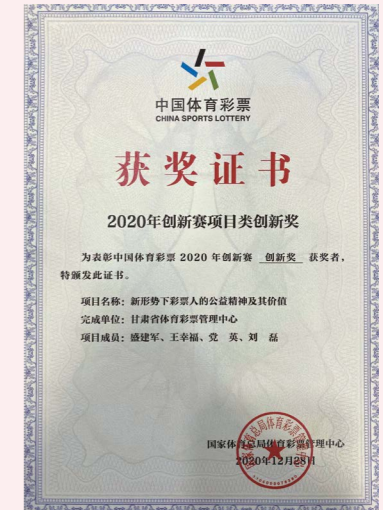 中国体育彩票
CHINA SPORTS LOTTERY
获奖证书
2020年创新赛项目类创新奖
为表彰中国体育彩票 2020 年创新赛 创新奖 获奖者，
特颁发此证书。
项目名称：新形势下彩票人的公益精神及其价值
完成单位：甘肃省体育彩票管理中心
项目成员：盛建军、王幸福、党 英、刘 磊
国家体育总局体育彩票管理中心
2020年12月28日